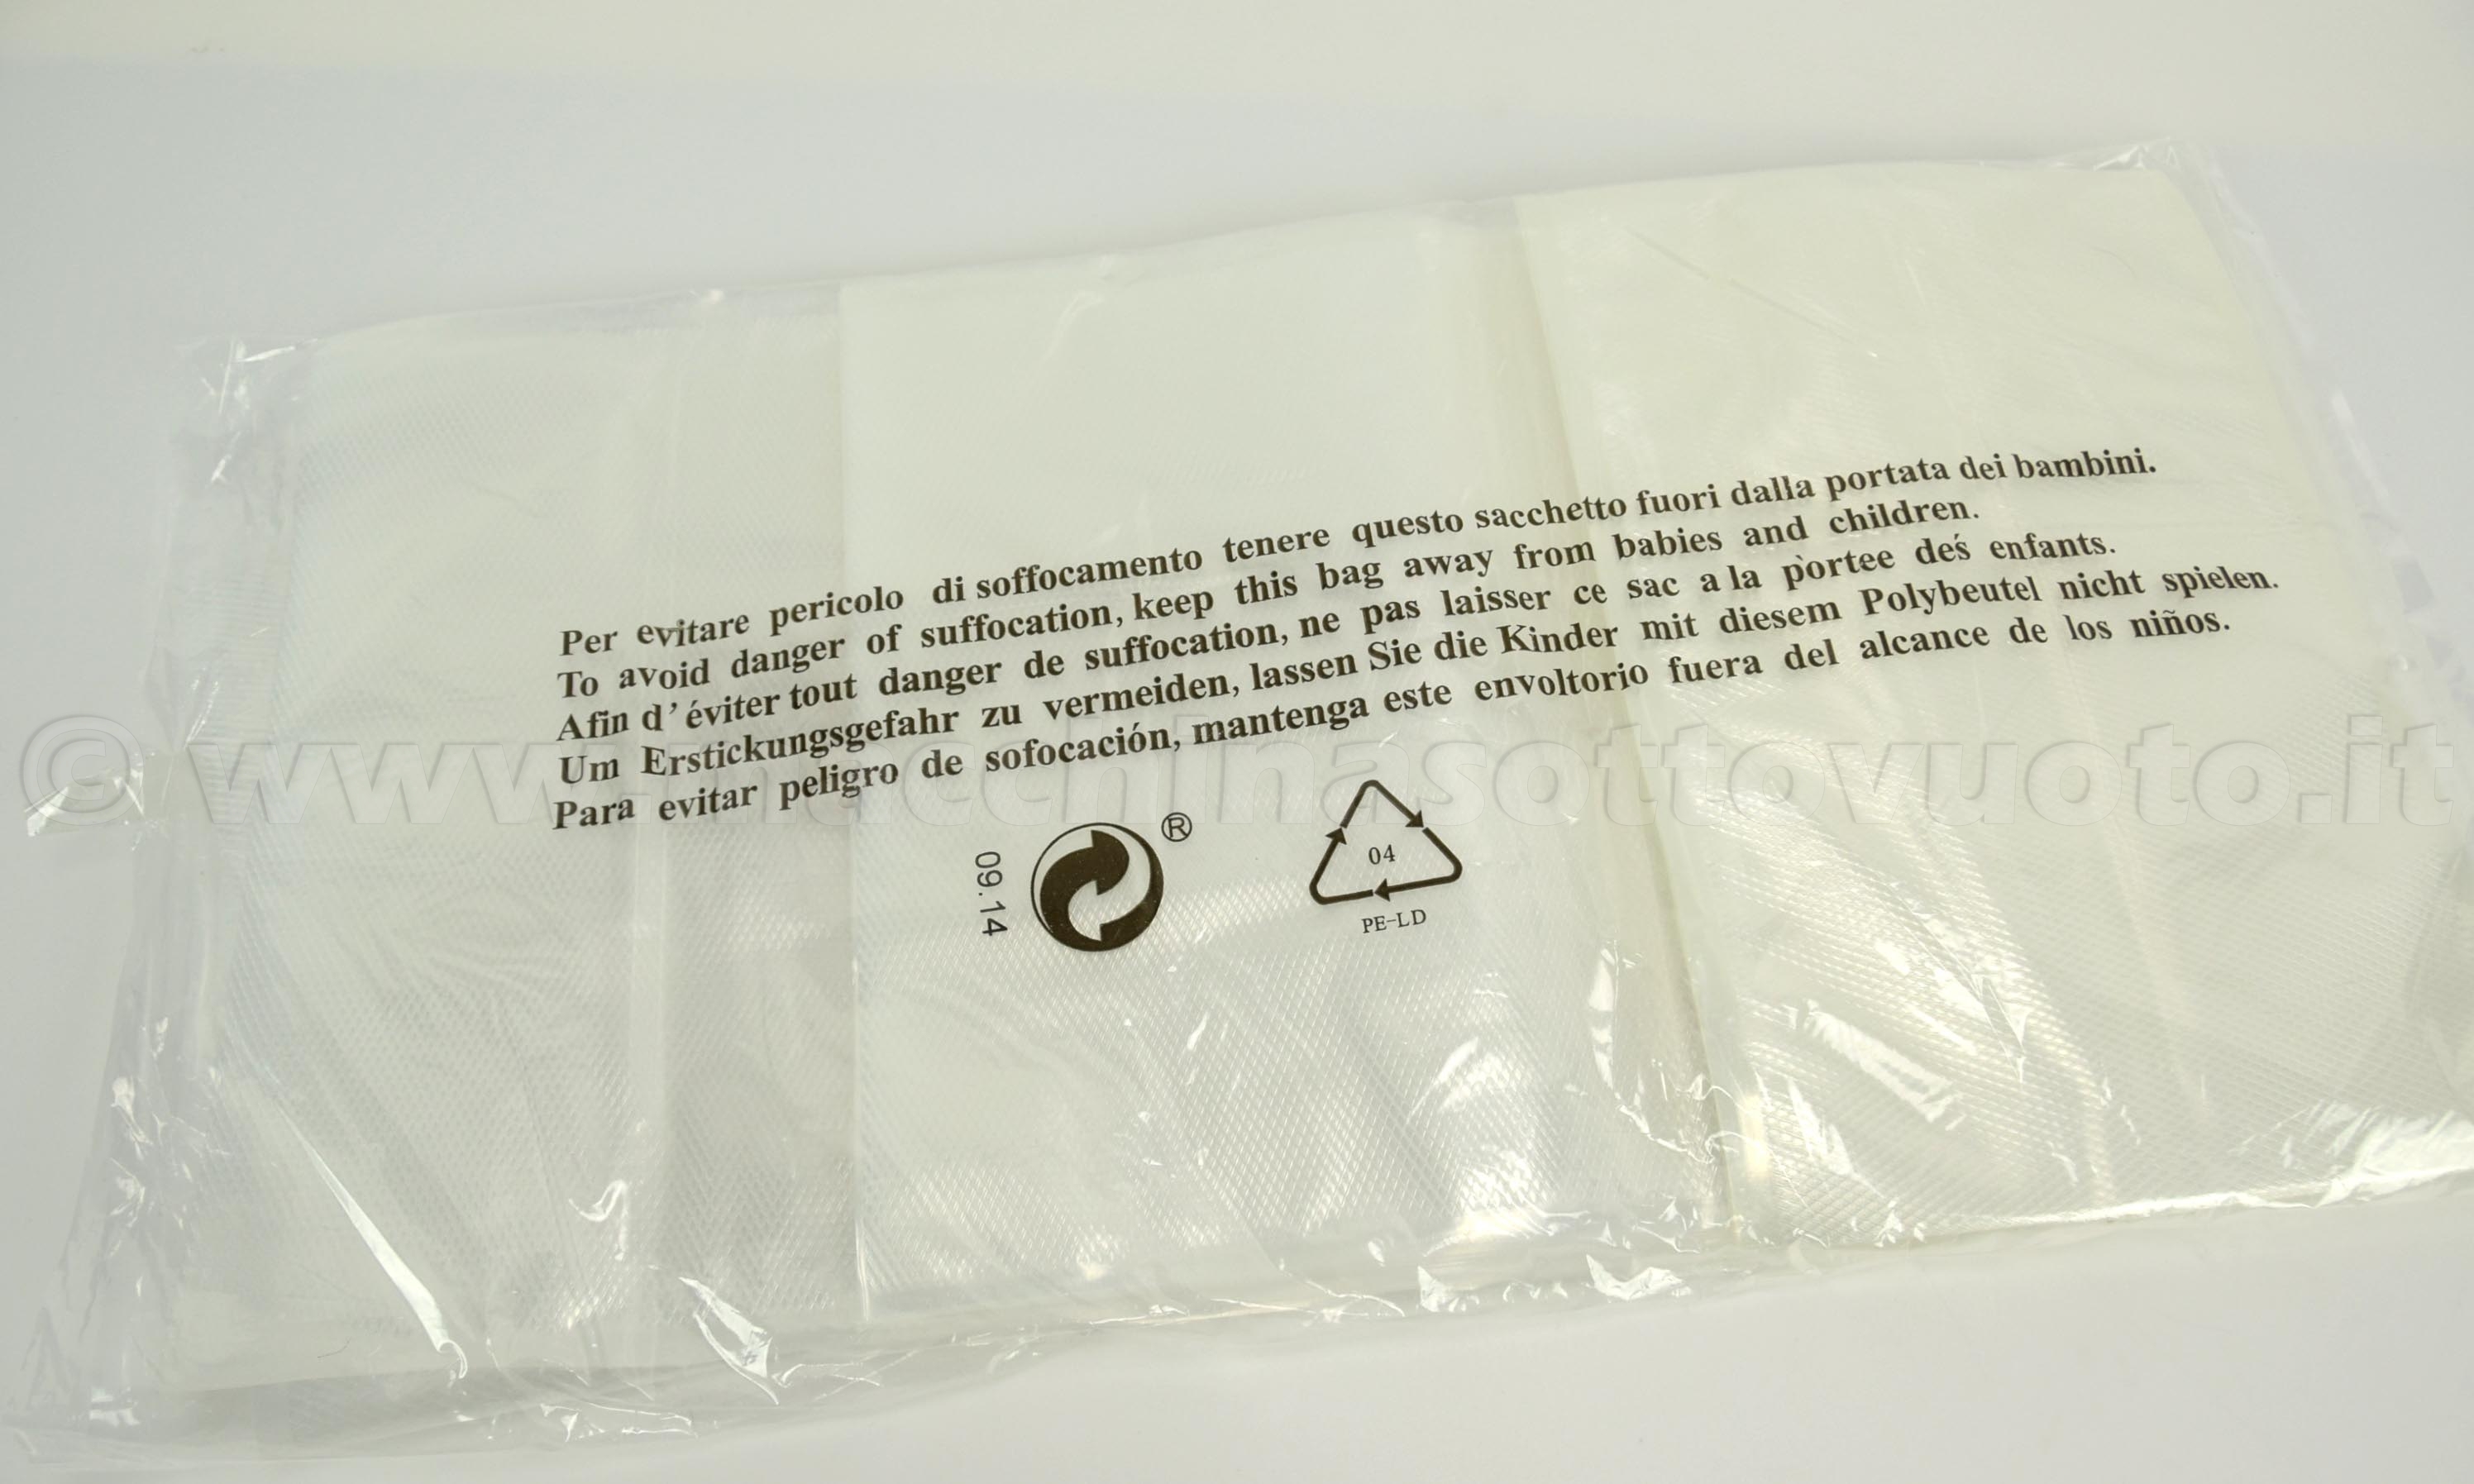 Per evitare pericolo di soffocamento tenere questo sacchetto fuori dalla portata dei bambini.
To avoid danger of suffocation, keep this bag away from babies and children.
Afin d’éviter tout danger de suffocation, ne pas laisser ce sac a la portee des enfants.
Um Erstickungsgefahr zu vermeiden, lassen Sie die Kinder mit diesem Polybeutel nicht spielen.
Para evitar peligro de sofocación, mantenga este envoltorio fuera del alcance de los niños.
© www.macchinasottovuoto.it
09.14
®
04
PE-LD